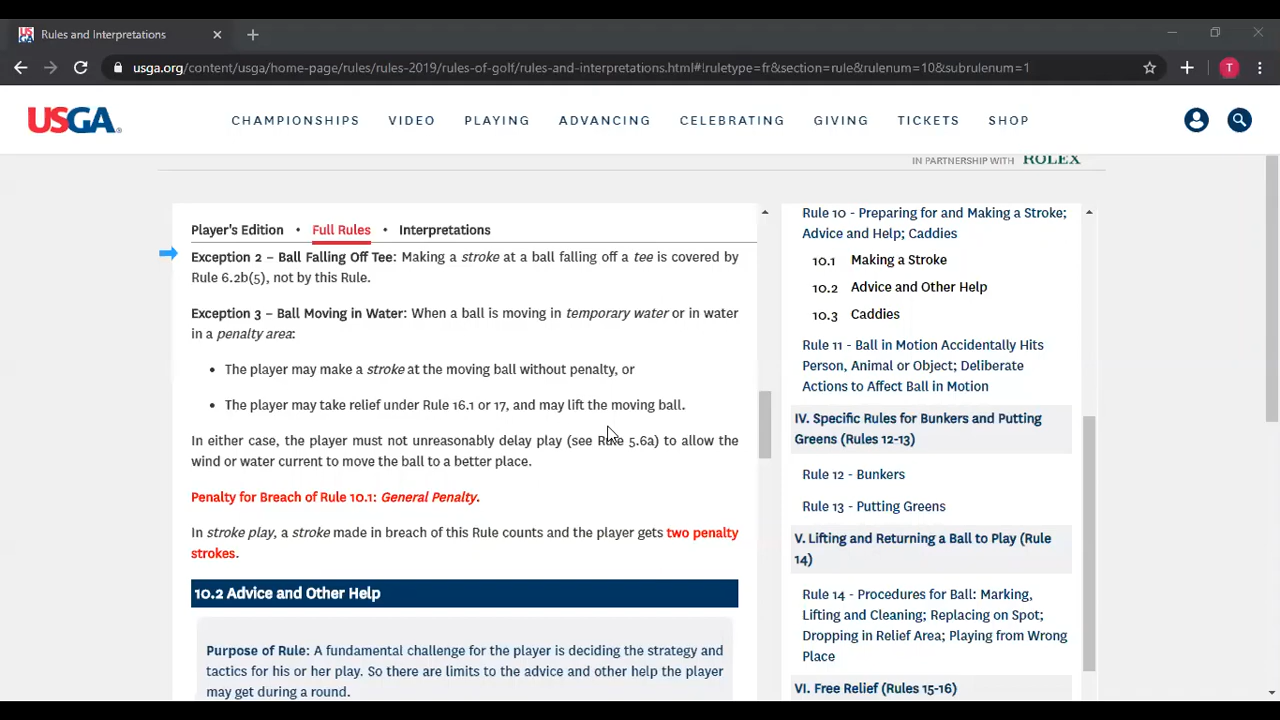 Rules and Interpretations
usga.org/content/usga/home-page/rules/rules-2019/rules-of-golf/rules-and-interpretations.html#!ruletype=fr&section=rule&rulenum=10&subrulenum=1
T
USGA
CHAMPIONSHIPS VIDEO PLAYING ADVANCING CELEBRATING GIVING TICKETS SHOP
IN PARTNERSHIP WITH ROLEX
Player's Edition • Full Rules • Interpretations
Exception 2 – Ball Falling Off Tee: Making a stroke at a ball falling off a tee is covered by
Rule 6.2b(5), not by this Rule.
Exception 3 – Ball Moving in Water: When a ball is moving in temporary water or in water
in a penalty area:
• The player may make a stroke at the moving ball without penalty, or
• The player may take relief under Rule 16.1 or 17, and may lift the moving ball.
In either case, the player must not unreasonably delay play (see Rule 5.6a) to allow the
wind or water current to move the ball to a better place.
Penalty for Breach of Rule 10.1: General Penalty.
In stroke play, a stroke made in breach of this Rule counts and the player gets two penalty
strokes.
10.2 Advice and Other Help
Purpose of Rule: A fundamental challenge for the player is deciding the strategy and
tactics for his or her play. So there are limits to the advice and other help the player
may get during a round.
Rule 10 - Preparing for and Making a Stroke;
Advice and Help; Caddies
10.1 Making a Stroke
10.2 Advice and Other Help
10.3 Caddies
Rule 11 - Ball in Motion Accidentally Hits
Person, Animal or Object; Deliberate
Actions to Affect Ball in Motion
IV. Specific Rules for Bunkers and Putting
Greens (Rules 12-13)
Rule 12 - Bunkers
Rule 13 - Putting Greens
V. Lifting and Returning a Ball to Play (Rule
14)
Rule 14 - Procedures for Ball: Marking,
Lifting and Cleaning; Replacing on Spot;
Dropping in Relief Area; Playing from Wrong
Place
VI. Free Relief (Rules 15-16)